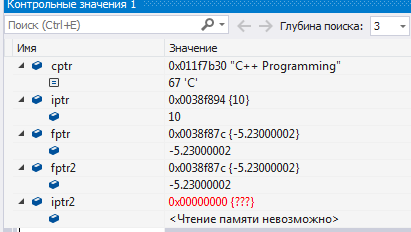 Контрольные значения 1
Поиск (Ctrl+E) Глубина поиска: 3
Имя Значение
cptr 0x011f7b30 "C++ Programming"
67 'C'
iptr 0x0038f894 {10}
10
fptr 0x0038f87c {-5.23000002}
-5.23000002
fptr2 0x0038f87c {-5.23000002}
-5.23000002
iptr2 0x00000000 {???}
<Чтение памяти невозможно>